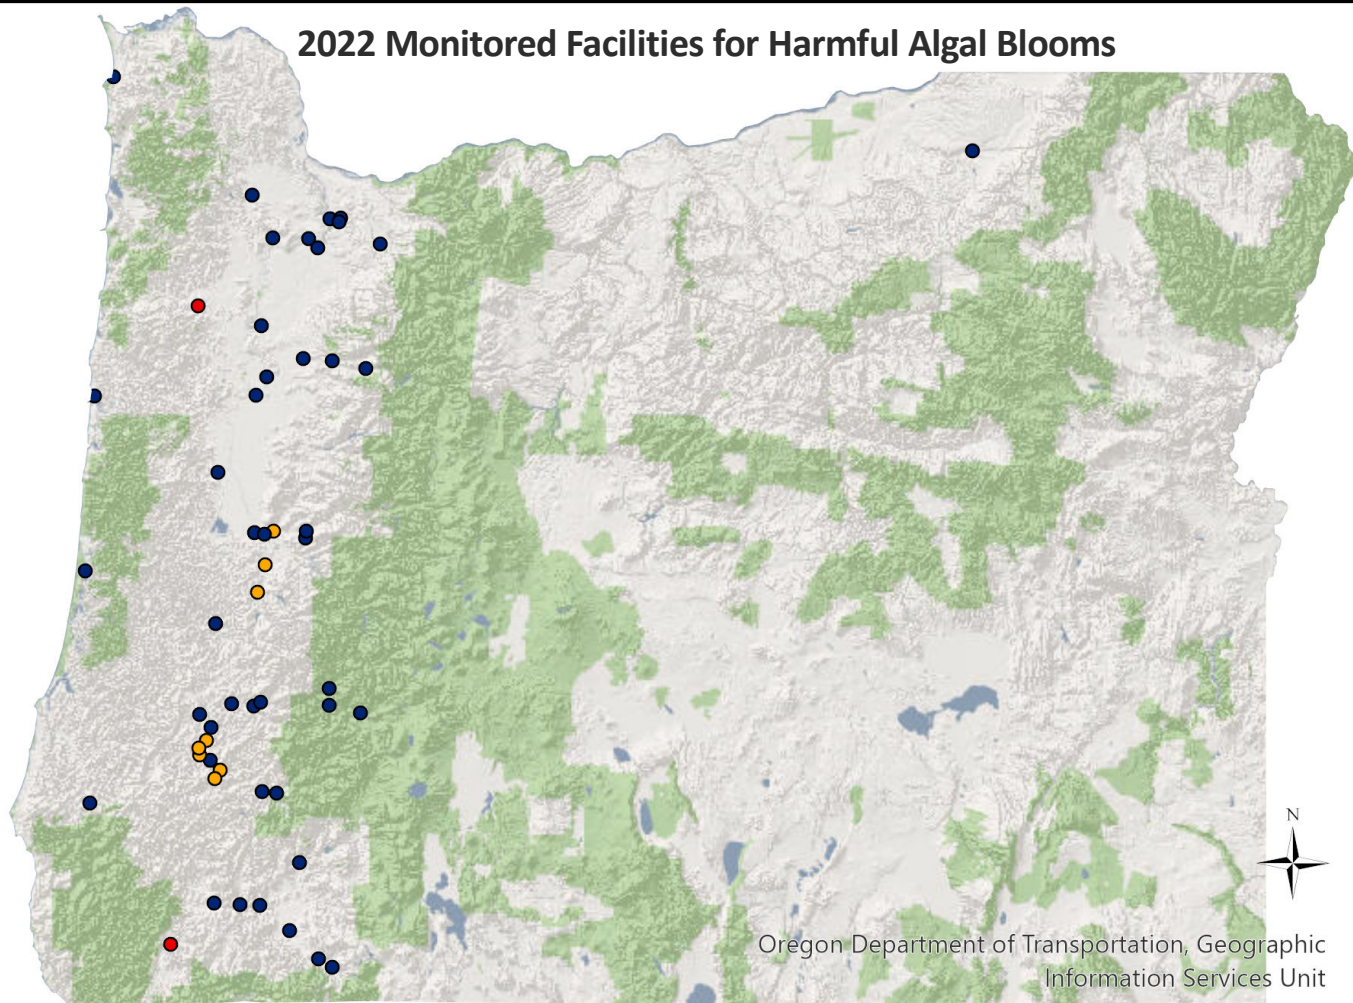 2022 Monitored Facilities for Harmful Algal Blooms
N
Oregon Department of Transportation, Geographic
Information Services Unit